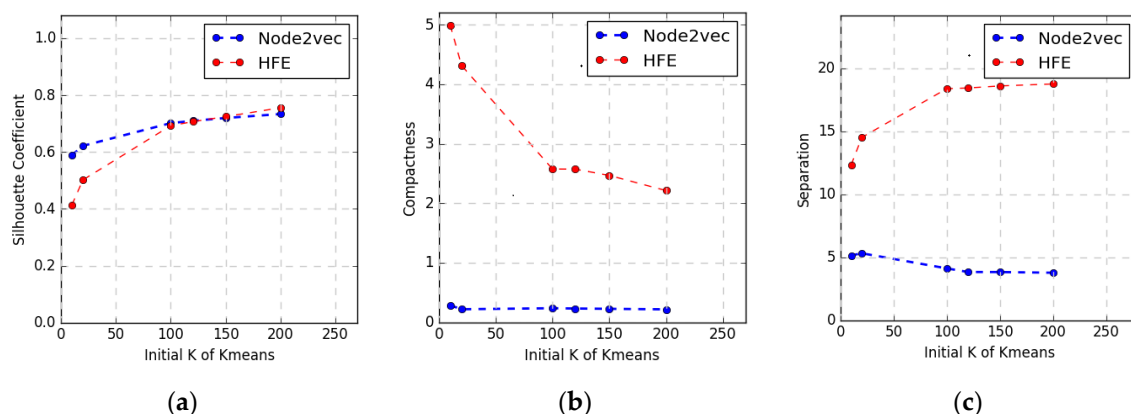 1.0
0.8
0.6
0.4
0.2
0.0
Silhouette Coefficient
Node2vec
HFE
0 50 100 150 200 250
Initial K of Kmeans
(a)
5
4
3
2
1
0
Compactness
Node2vec
HFE
0 50 100 150 200 250
Initial K of Kmeans
(b)
20
15
10
5
0
Separation
Node2vec
HFE
0 50 100 150 200 250
Initial K of Kmeans
(c)